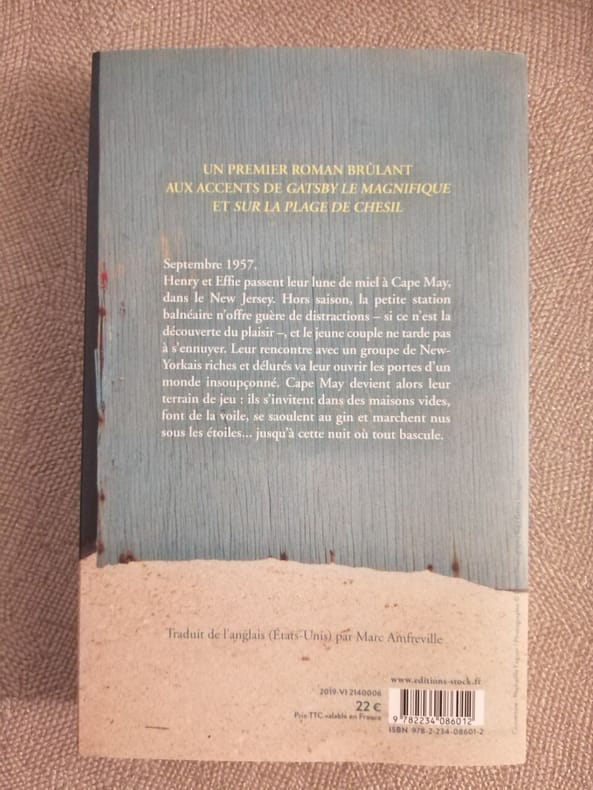 UN PREMIER ROMAN BRÛLANT
AUX ACCENTS DE GATSBY LE MAGNIFIQUE
ET SUR LA PLAGE DE CHESIL
Septembre 1957.
Henry et Effie passent leur lune de miel à Cape May,
dans le New Jersey. Hors saison, la petite station
balnéaire n'offre guère de distractions – si ce n'est la
découverte du plaisir –, et le jeune couple ne tarde pas
à s'ennuyer. Leur rencontre avec un groupe de New-
Yorkais riches et délurés va leur ouvrir les portes d'un
monde insoupçonné. Cape May devient alors leur
terrain de jeu : ils s'invitent dans des maisons vides,
font de la voile, se saoulent au gin et marchent nus
sous les étoiles... jusqu'à cette nuit où tout bascule.
Traduit de l'anglais (États-Unis) par Marc Amfreville
www.editions-stock.fr
2019-VI 2140006
22 €
Prix TTC valable en France
9 782234 086012
ISBN 978-2-234-08601-2